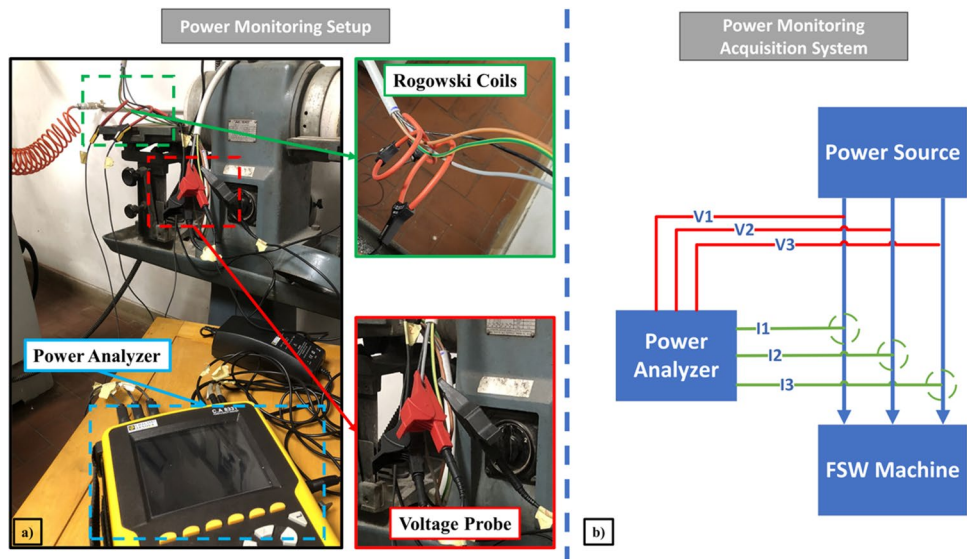 Power Monitoring Setup
Rogowski Coils
Power Analyzer
C.A 8331
Voltage Probe
a)
Power Monitoring
Acquisition System
Power Source
V1
V2
V3
Power
Analyzer
I1
I2
I3
FSW Machine
b)